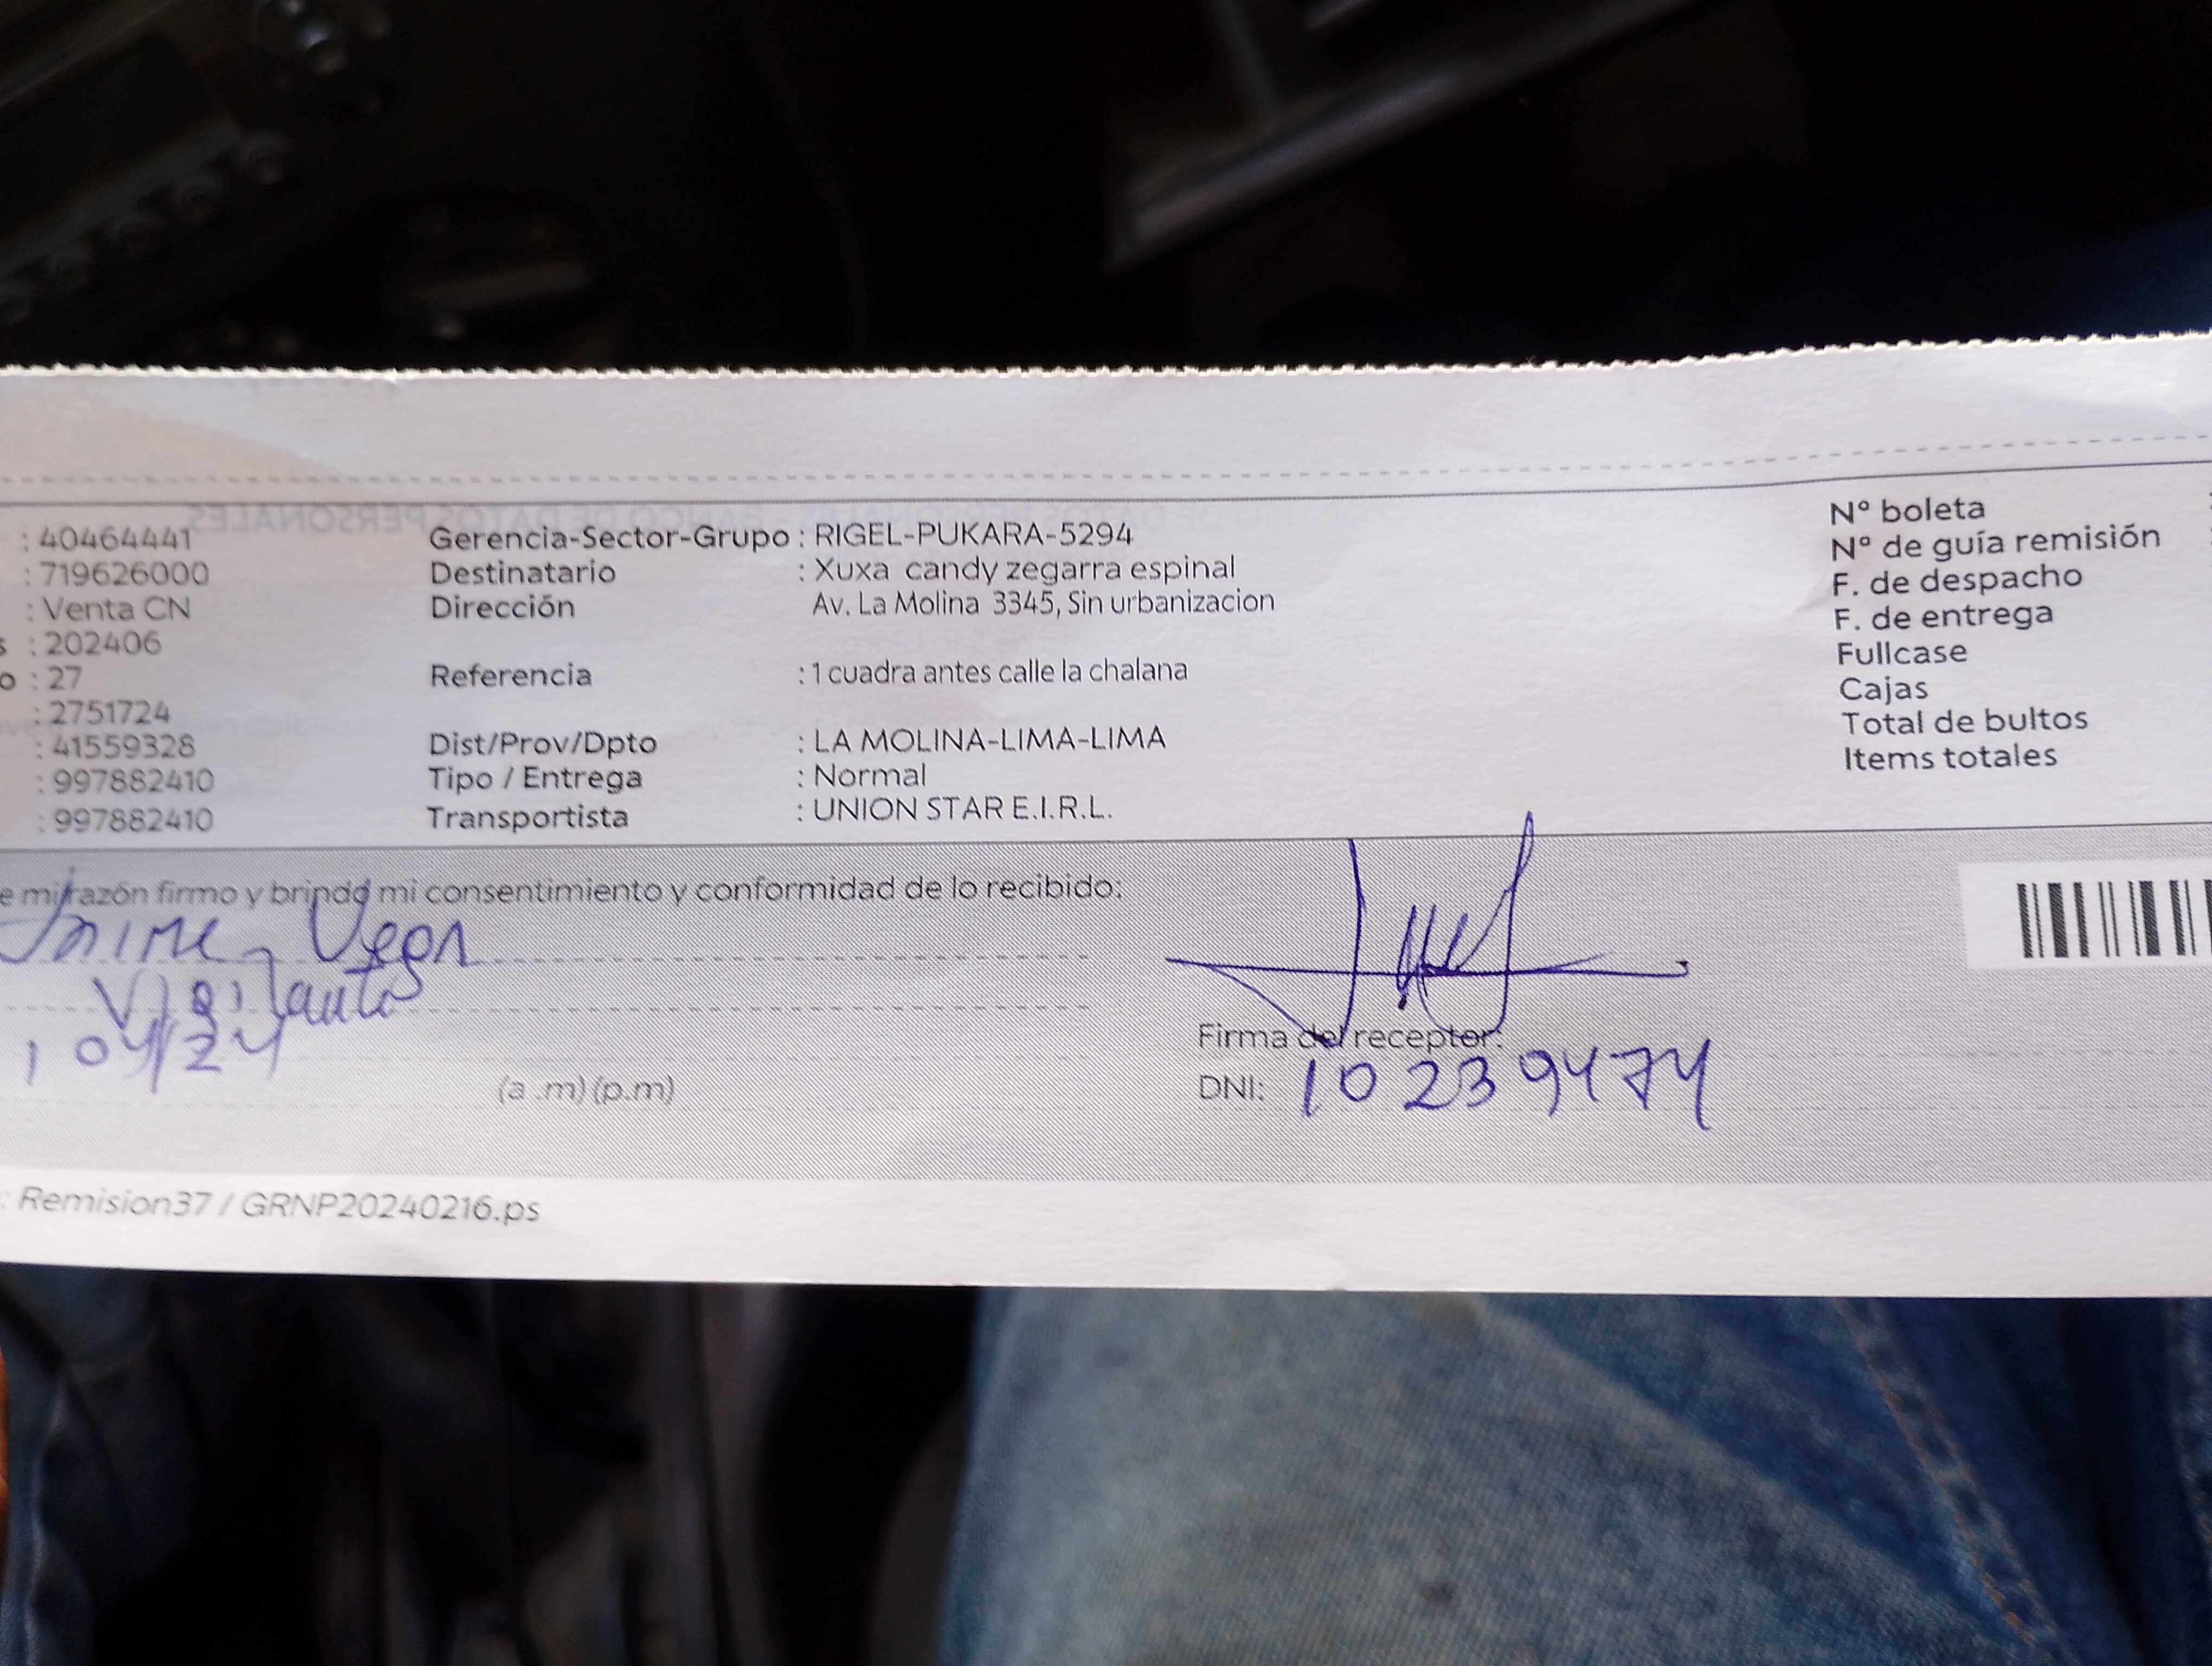 : 40464441 Gerencia-Sector-Grupo : RIGEL-PUKARA-5294 Nº boleta
: 719626000 Destinatario : Xuxa candy zegarra espinal Nº de guía remisión
: Venta CN Dirección Av. La Molina 3345, Sin urbanizacion F. de despacho
s : 202406 F. de entrega
o : 27 Referencia : 1 cuadra antes calle la chalana Fullcase
: 2751724 Cajas
: 41559328 Dist/Prov/Dpto : LA MOLINA-LIMA-LIMA Total de bultos
: 997882410 Tipo / Entrega : Normal Items totales
: 997882410 Transportista : UNION STAR E.I.R.L.
e mi razón firmo y brindo mi consentimiento y conformidad de lo recibido:
Jaime Vega
Vigilante
04/24
Firma del receptor:
(a .m) (p.m) DNI: 10239474
: Remision37 / GRNP20240216.ps